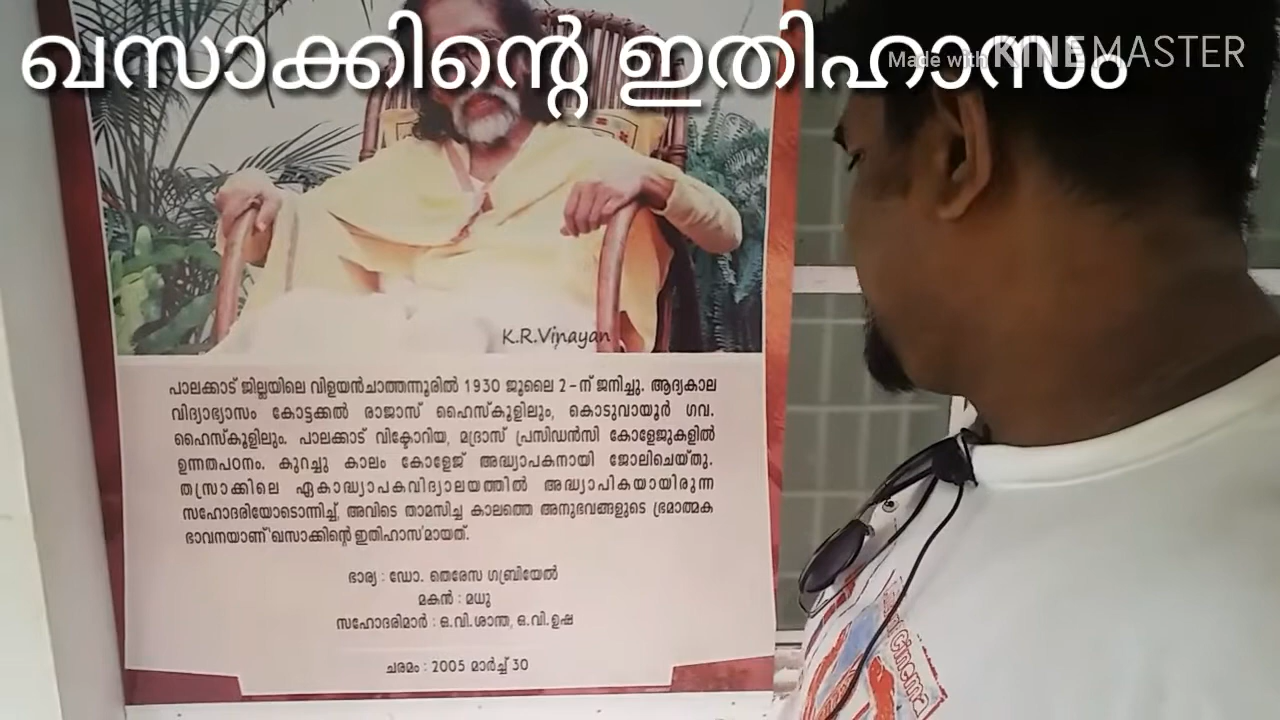 ഖസാക്കിന്റെ ഇതിഹാസം
Made with KINEMASTER
K.R.Vinayan
പാലക്കാട് ജില്ലയിലെ വിളയൻചാത്തന്നൂരിൽ 1930 ജൂലൈ 2-ന് ജനിച്ചു. ആദ്യകാല
വിദ്യാഭ്യാസം കോട്ടക്കൽ രാജാസ് ഹൈസ്കൂളിലും, കൊടുവായൂർ ഗവ.
ഹൈസ്കൂളിലും. പാലക്കാട് വിക്ടോറിയ, മദ്രാസ് പ്രസിഡൻസി കോളേജുകളിൽ
ഉന്നതപഠനം. കുറച്ചു കാലം കോളേജ് അദ്ധ്യാപകനായി ജോലിചെയ്തു.
തസ്രാക്കിലെ ഏകാദ്ധ്യാപകവിദ്യാലയത്തിൽ അദ്ധ്യാപികയായിരുന്ന
സഹോദരിയോടൊന്നിച്ച്, അവിടെ താമസിച്ച കാലത്തെ അനുഭവങ്ങളുടെ ഭ്രമാത്മക
ഭാവനയാണ് 'ഖസാക്കിന്റെ ഇതിഹാസ'മായത്.
ഭാര്യ : ഡോ. തെരേസ ഗബ്രിയേൽ
മകൻ : മധു
സഹോദരിമാർ : ഒ.വി.ശാന്ത, ഒ.വി.ഉഷ
ചരമം : 2005 മാർച്ച് 30
Cinema